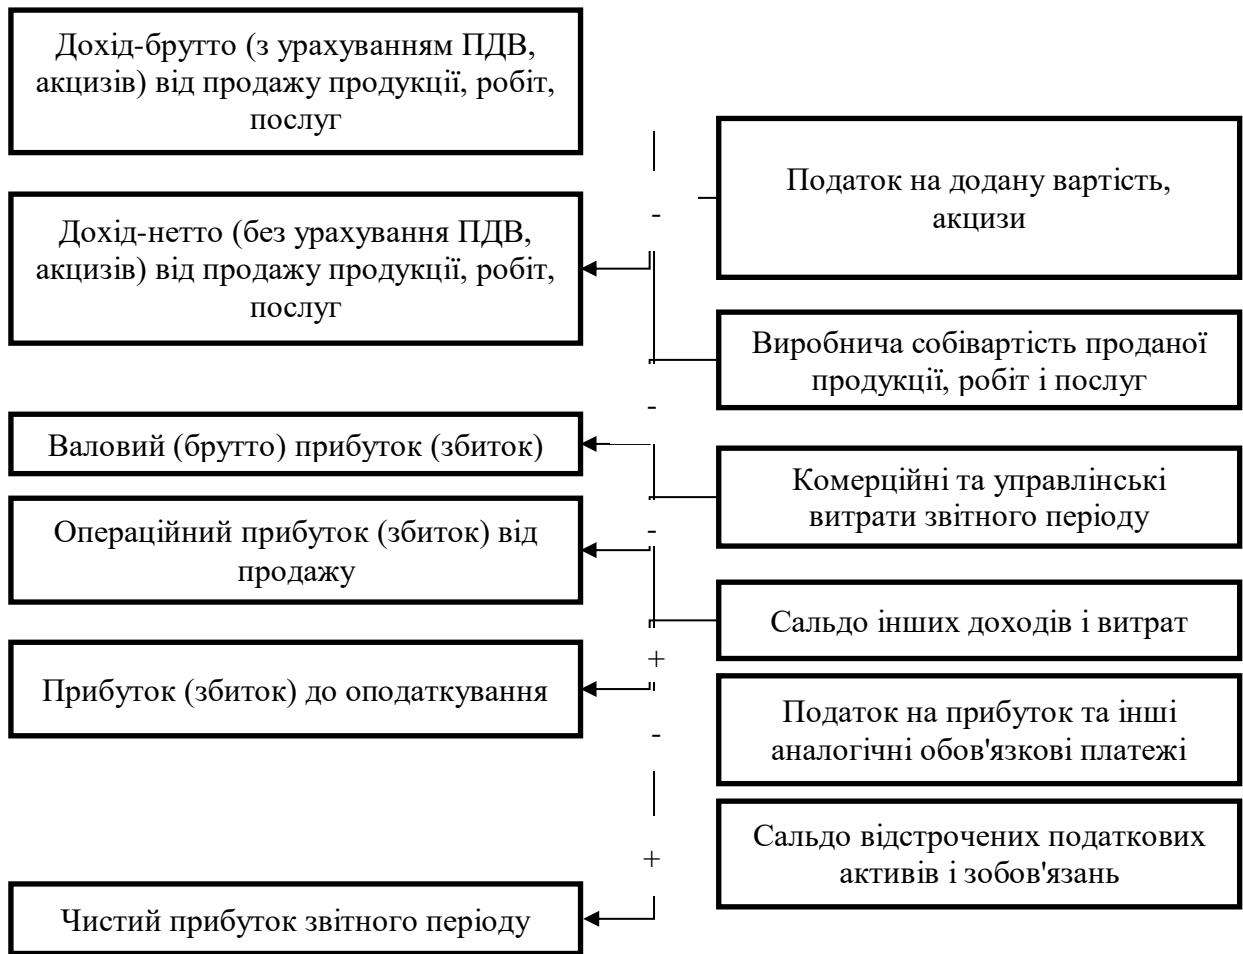 Дохід-брутто (з урахуванням ПДВ,
акцизів) від продажу продукції, робіт,
послуг
Податок на додану вартість,
акцизи
-
Дохід-нетто (без урахування ПДВ,
акцизів) від продажу продукції, робіт,
послуг
Виробнича собівартість проданої
продукції, робіт і послуг
-
Валовий (брутто) прибуток (збиток)
Комерційні та управлінські
витрати звітного періоду
-
Операційний прибуток (збиток) від
продажу
Сальдо інших доходів і витрат
+
Прибуток (збиток) до оподаткування
Податок на прибуток та інші
аналогічні обов'язкові платежі
-
Сальдо відстрочених податкових
активів і зобов'язань
+
Чистий прибуток звітного періоду